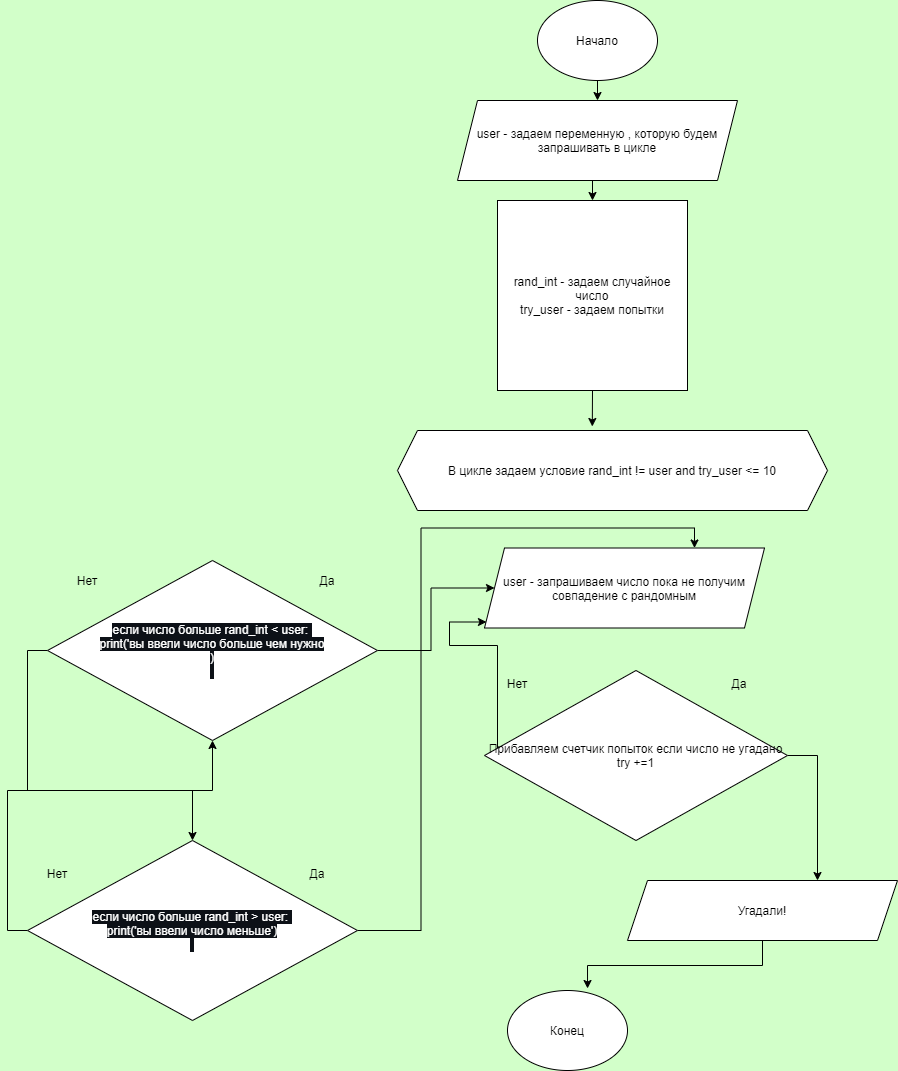 Начало
user - задаем переменную , которую будем
запрашивать в цикле
rand_int - задаем случайное
число
try_user - задаем попытки
В цикле задаем условие rand_int != user and try_user <= 10
user - запрашиваем число пока не получим
совпадение с рандомным
Нет
Да
если число больше rand_int < user:
print('вы ввели число больше чем нужно
')
Нет
Да
Прибавляем счетчик попыток если число не угадано
try +=1
Нет
Да
если число больше rand_int > user:
print('вы ввели число меньше')
Угадали!
Конец